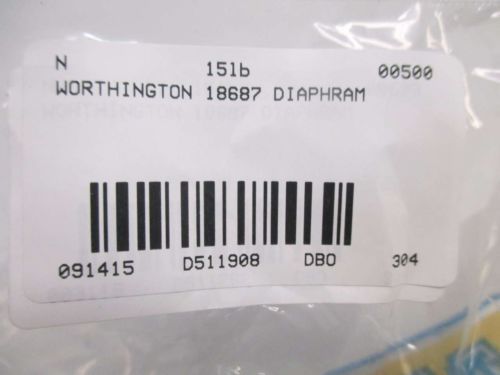 N 151b 00500
WORTHINGTON 18687 DIAPHRAM
091415 D511908 DBO 304